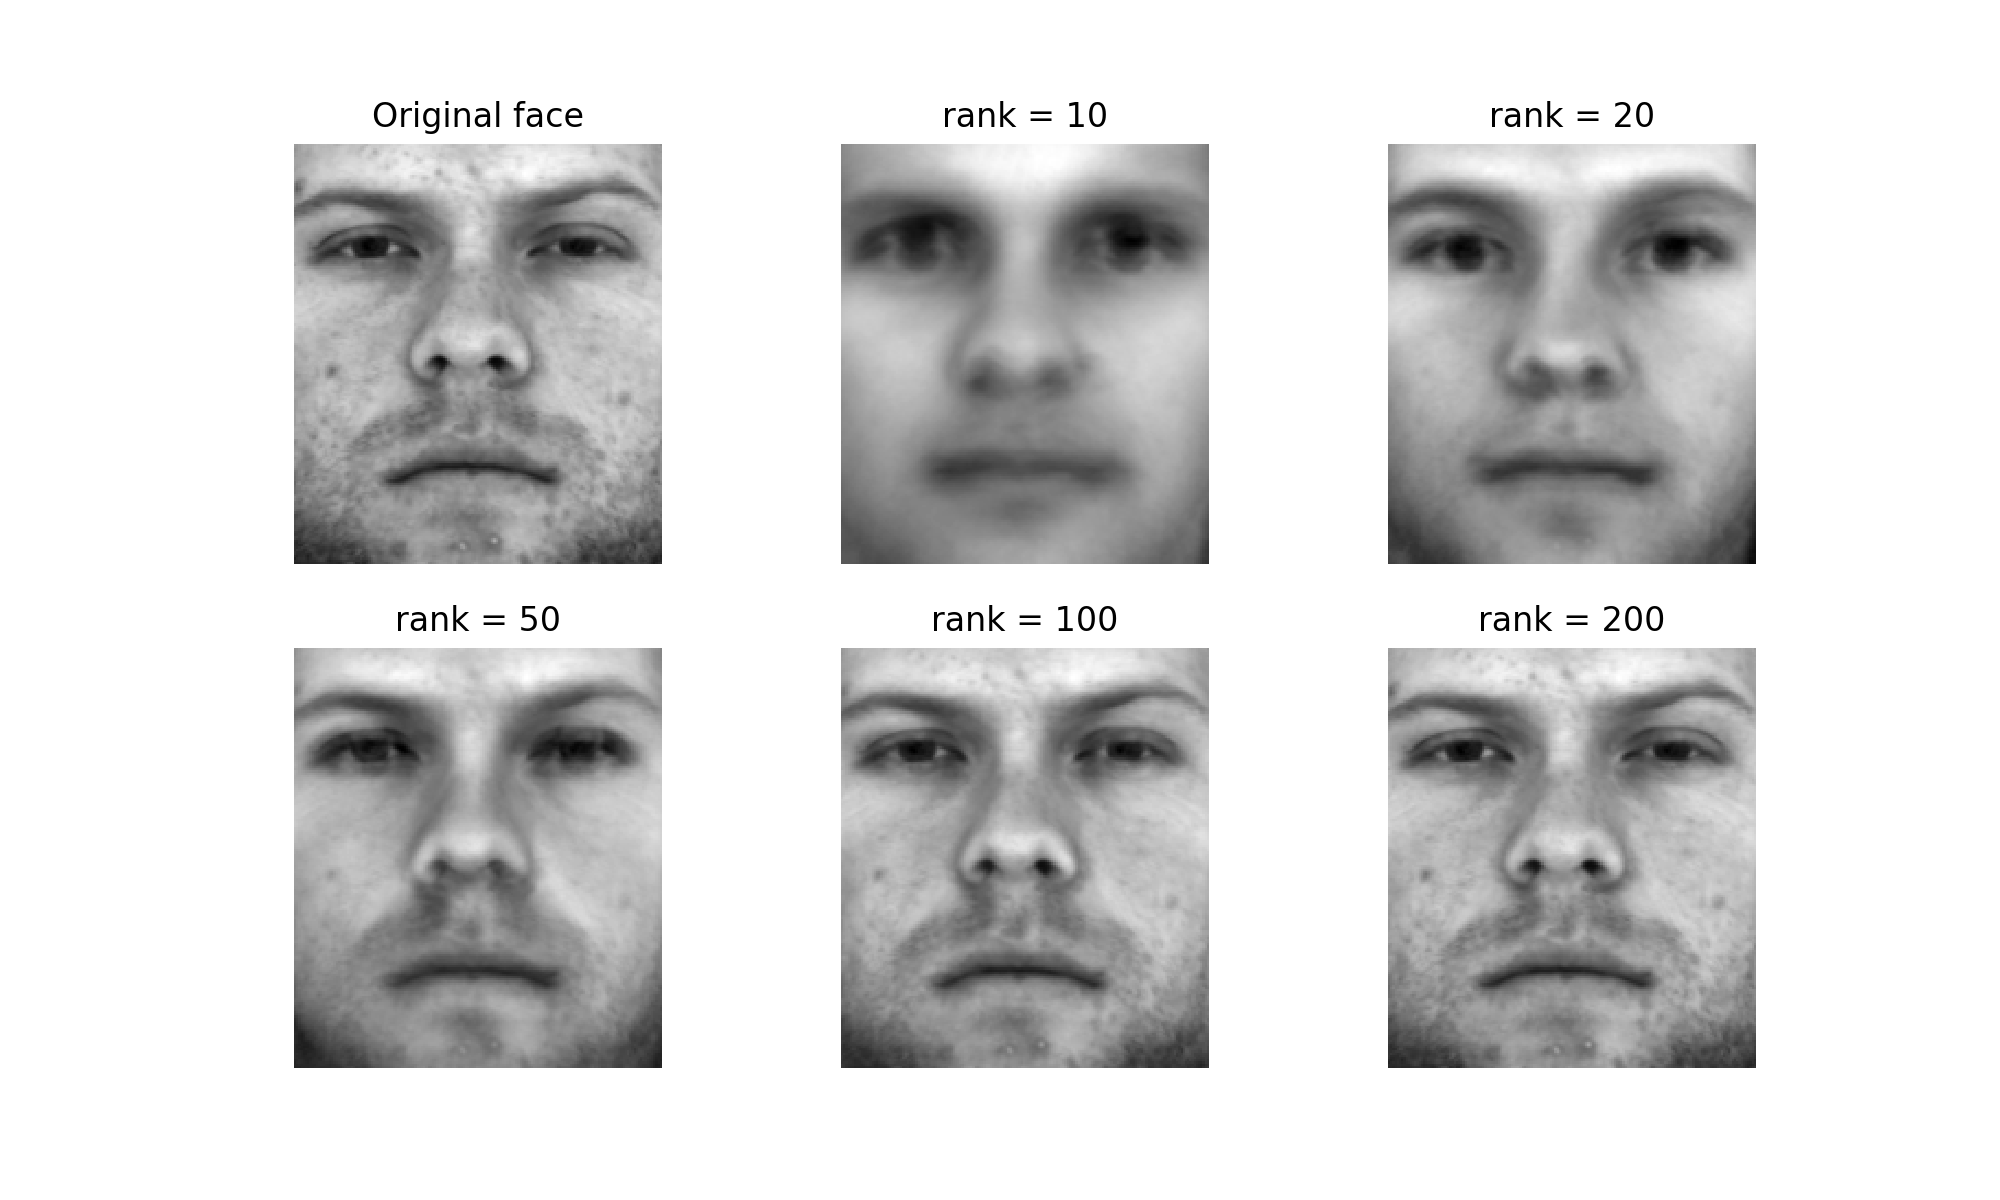 Original face
rank = 10
rank = 20
rank = 50
rank = 100
rank = 200